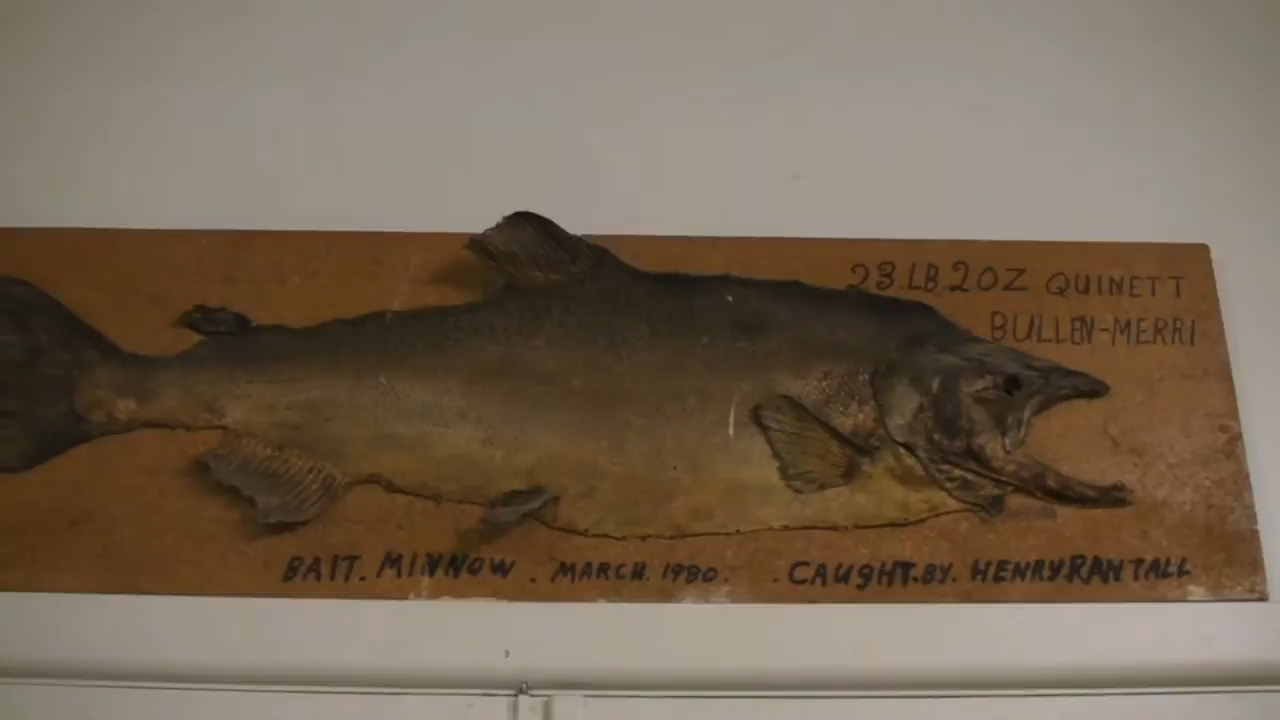 23.LB.2OZ QUINETT
BULLEN-MERRI
BAIT. MINNOW. MARCH. 1980. . CAUGHT.BY. HENRY RANTALL